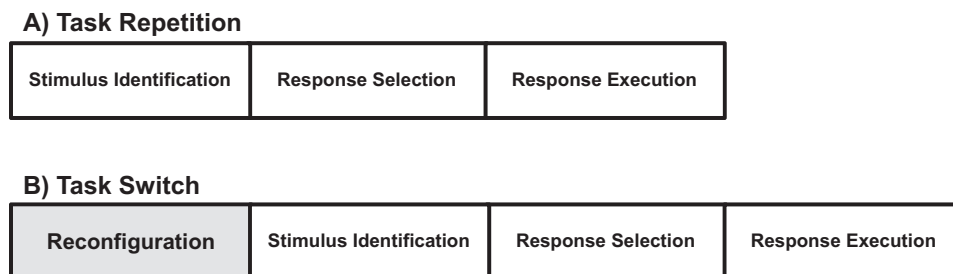 A) Task Repetition
Stimulus Identification Response Selection Response Execution
B) Task Switch
Reconfiguration Stimulus Identification Response Selection Response Execution